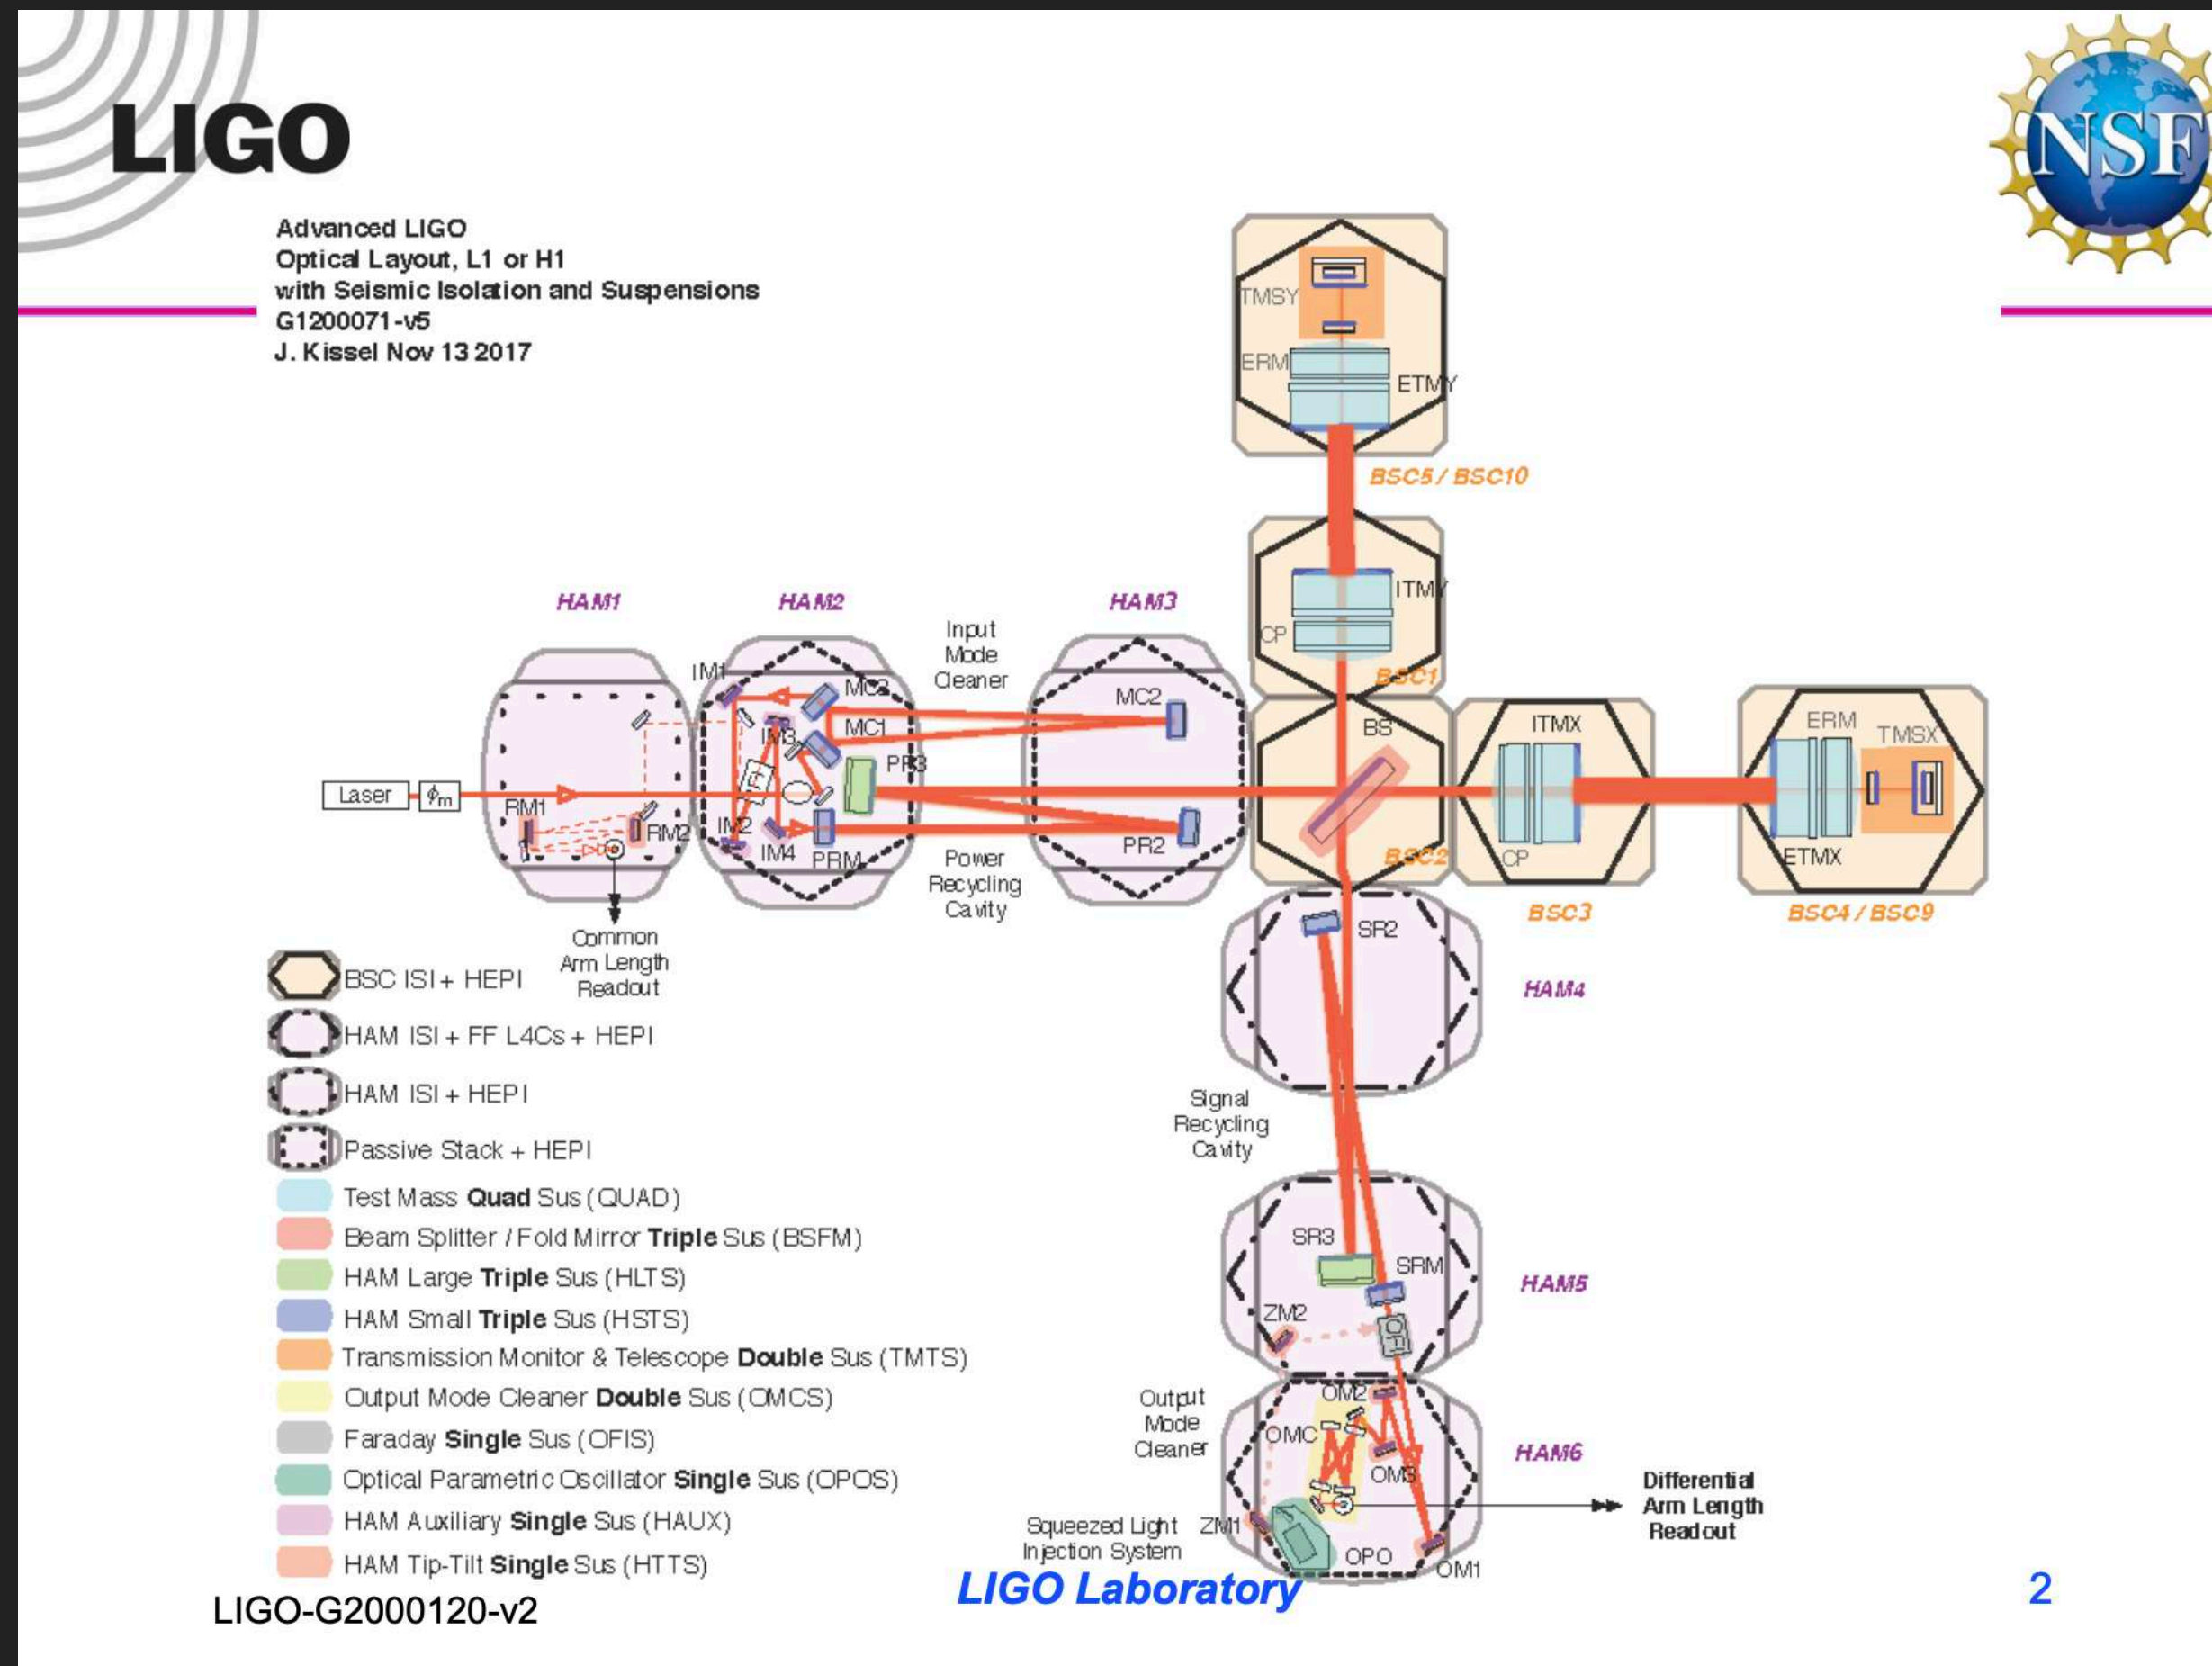 LIGO
NSF
Advanced LIGO
Optical Layout, L1 or H1
with Seismic Isolation and Suspensions
G1200071-v5
J. Kissel Nov 13 2017
TMSY
ERM
ETMY
BSC5 / BSC10
ITMY
CP
BSC1
HAM1
HAM2
HAM3
Input
Mode
Cleaner
IM1
MC3
MC1
IM3
PR3
MC2
BS
ITMX
ERM
TMSX
Laser
ϕm
RM1
RM2
IM2
IM4
PRM
PR2
BSC2
CP
ETMX
Power
Recycling
Cavity
BSC3
BSC4 / BSC9
Common
Arm Length
Readout
SR2
HAM4
Signal
Recycling
Cavity
SR3
SRM
HAM5
ZM2
OFI
Output
Mode
Cleaner
OM2
OMC
OM3
HAM6
Differential
Arm Length
Readout
Squeezed Light
Injection System
ZM1
OPO
OM1
BSC ISI + HEPI
HAM ISI + FF L4Cs + HEPI
HAM ISI + HEPI
Passive Stack + HEPI
Test Mass Quad Sus (QUAD)
Beam Splitter / Fold Mirror Triple Sus (BSFM)
HAM Large Triple Sus (HLTS)
HAM Small Triple Sus (HSTS)
Transmission Monitor & Telescope Double Sus (TMTS)
Output Mode Cleaner Double Sus (OMCS)
Faraday Single Sus (OFIS)
Optical Parametric Oscillator Single Sus (OPOS)
HAM Auxiliary Single Sus (HAUX)
HAM Tip-Tilt Single Sus (HTTS)
LIGO-G2000120-v2
LIGO Laboratory
2